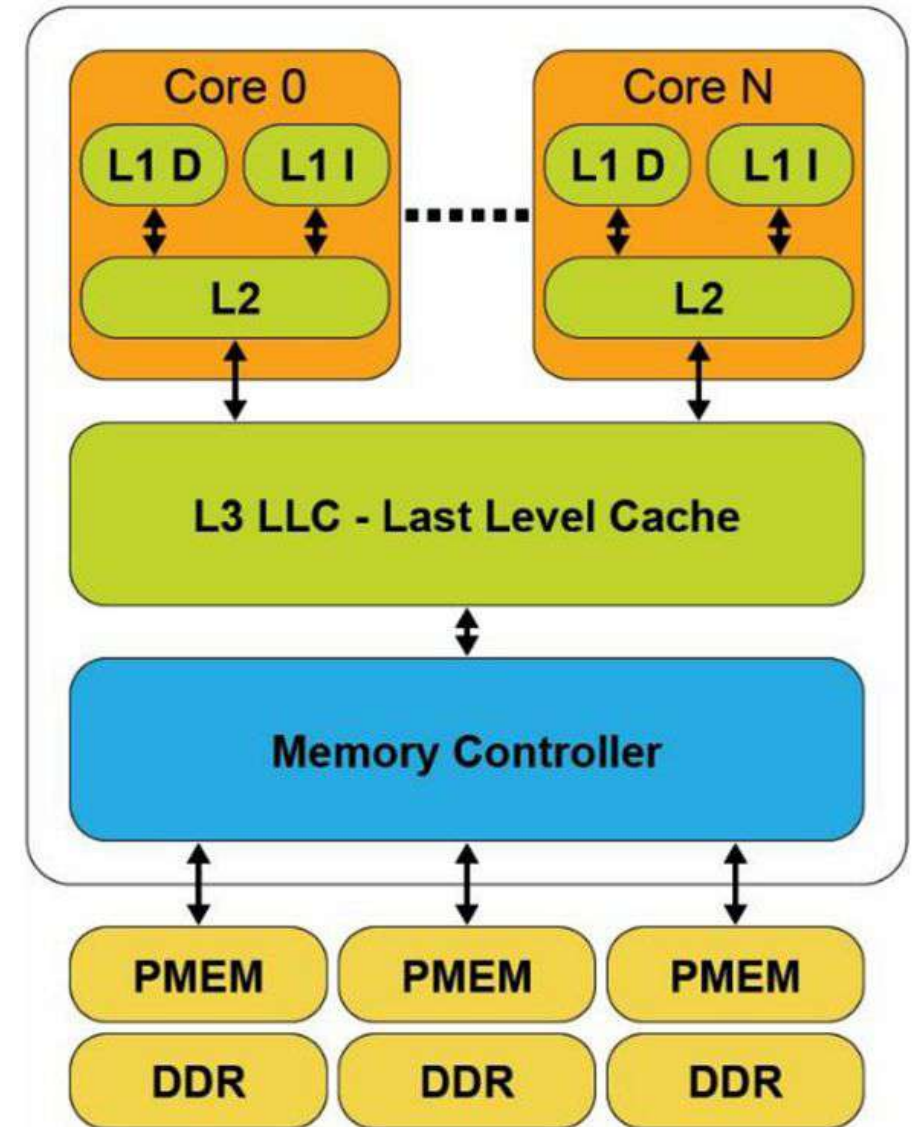 Core 0
Core N
L1 D
L1 I
L1 D
L1 I
L2
L2
L3 LLC - Last Level Cache
Memory Controller
PMEM
PMEM
PMEM
DDR
DDR
DDR